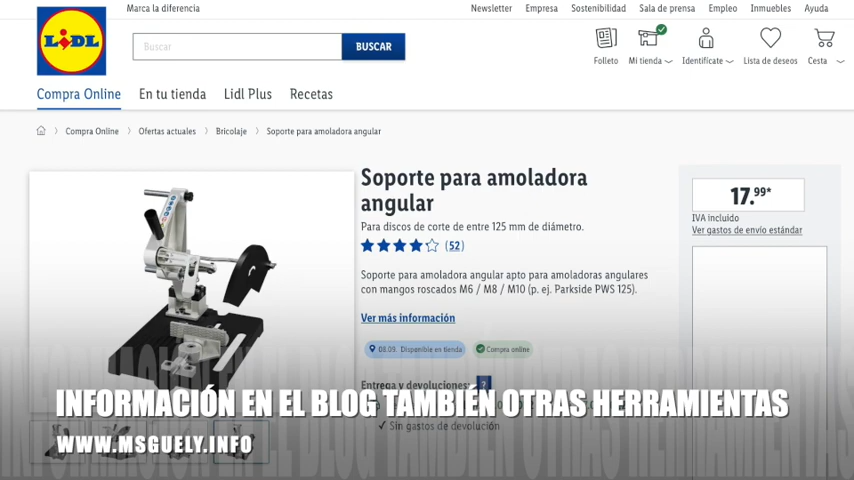 Marca la diferencia
Newsletter Empresa Sostenibilidad Sala de prensa Empleo Inmuebles Ayuda
LIDL
Buscar
BUSCAR
Folleto Mi tienda Identifícate Lista de deseos Cesta
Compra Online En tu tienda Lidl Plus Recetas
Compra Online Ofertas actuales Bricolaje Soporte para amoladora angular
Soporte para amoladora
angular
Para discos de corte de entre 125 mm de diámetro.
(52)
Soporte para amoladora angular apto para amoladoras angulares
con mangos roscados M6 / M8 / M10 (p. ej. Parkside PWS 125).
Ver más información
08.09. Disponible en tienda
Compra online
Entrega y devoluciones:
Sin gastos de devolución
17.99*
IVA incluido
Ver gastos de envío estándar
INFORMACIÓN EN EL BLOG TAMBIÉN OTRAS HERRAMIENTAS
WWW.MSGUELY.INFO